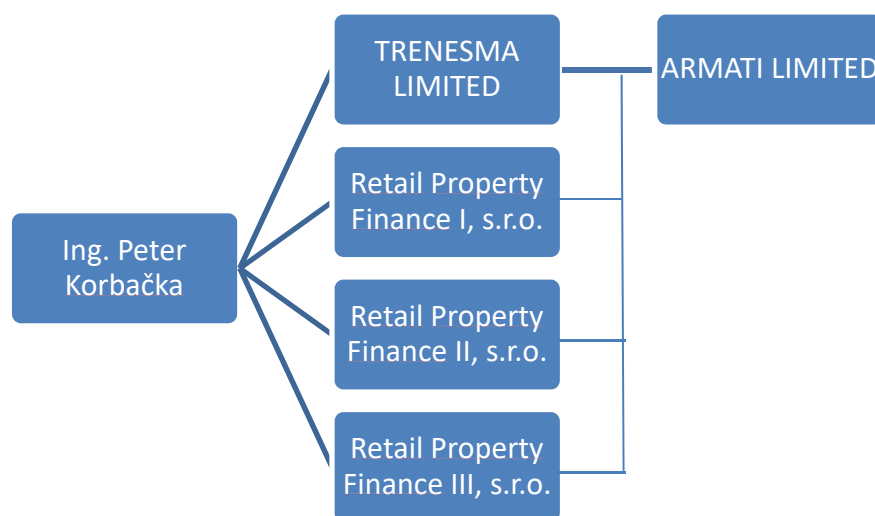 TRENESMA
LIMITED
ARMATI LIMITED
Retail Property
Finance I, s.r.o.
Ing. Peter
Korbačka
Retail Property
Finance II, s.r.o.
Retail Property
Finance III, s.r.o.